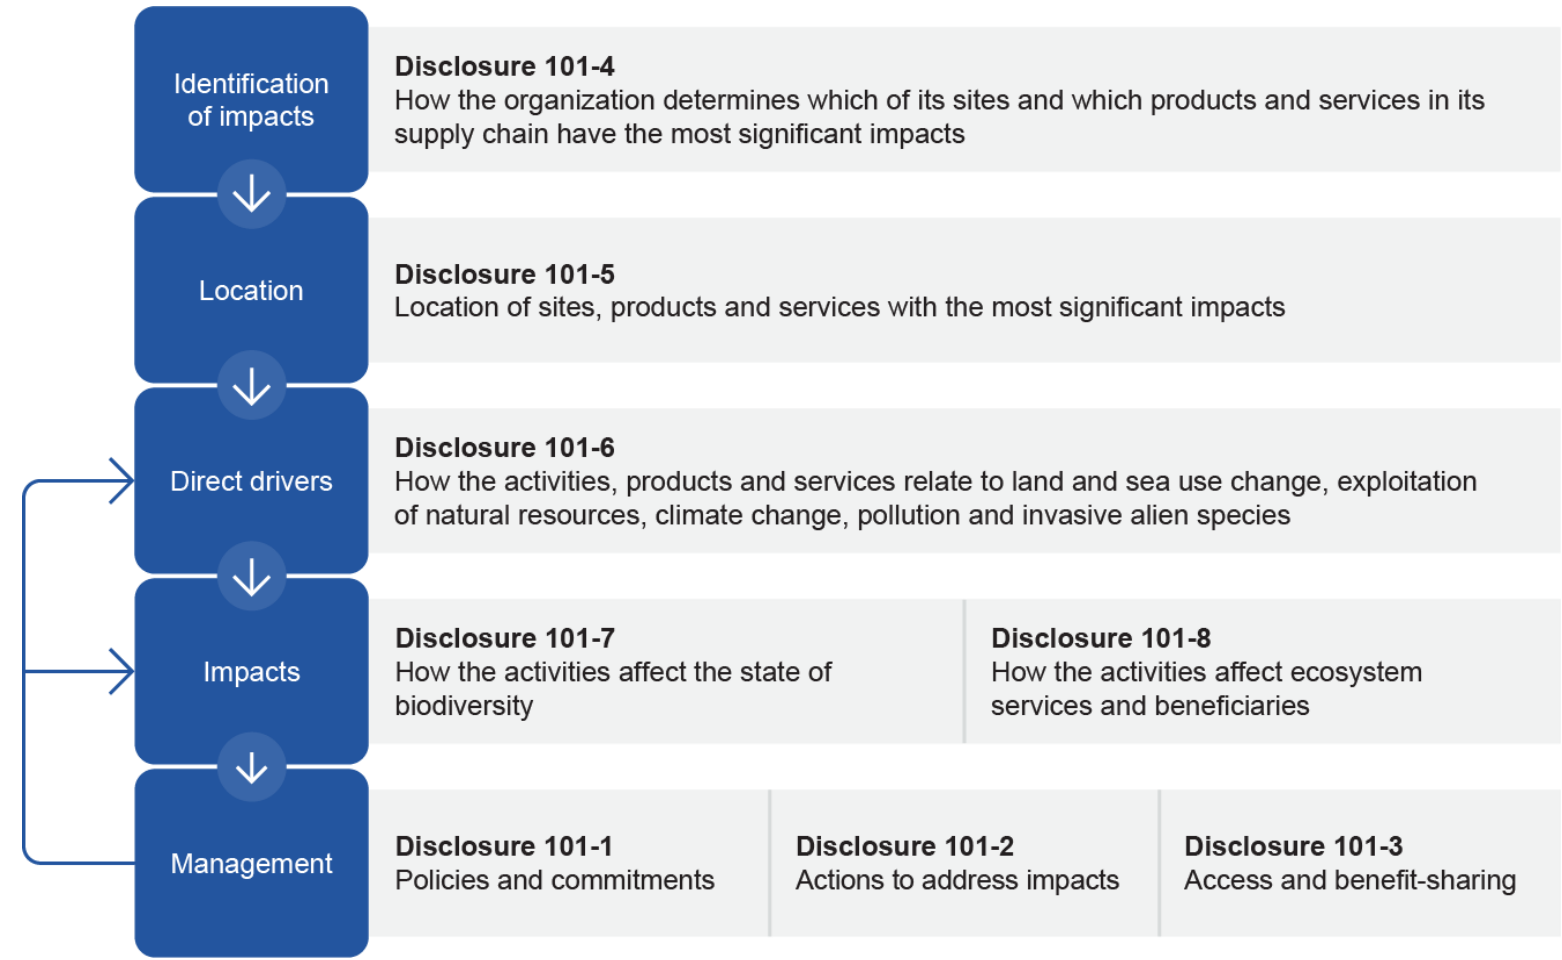 Identification
of impacts
Disclosure 101-4
How the organization determines which of its sites and which products and services in its
supply chain have the most significant impacts
Location
Disclosure 101-5
Location of sites, products and services with the most significant impacts
Direct drivers
Disclosure 101-6
How the activities, products and services relate to land and sea use change, exploitation
of natural resources, climate change, pollution and invasive alien species
Impacts
Disclosure 101-7
How the activities affect the state of
biodiversity
Disclosure 101-8
How the activities affect ecosystem
services and beneficiaries
Management
Disclosure 101-1
Policies and commitments
Disclosure 101-2
Actions to address impacts
Disclosure 101-3
Access and benefit-sharing